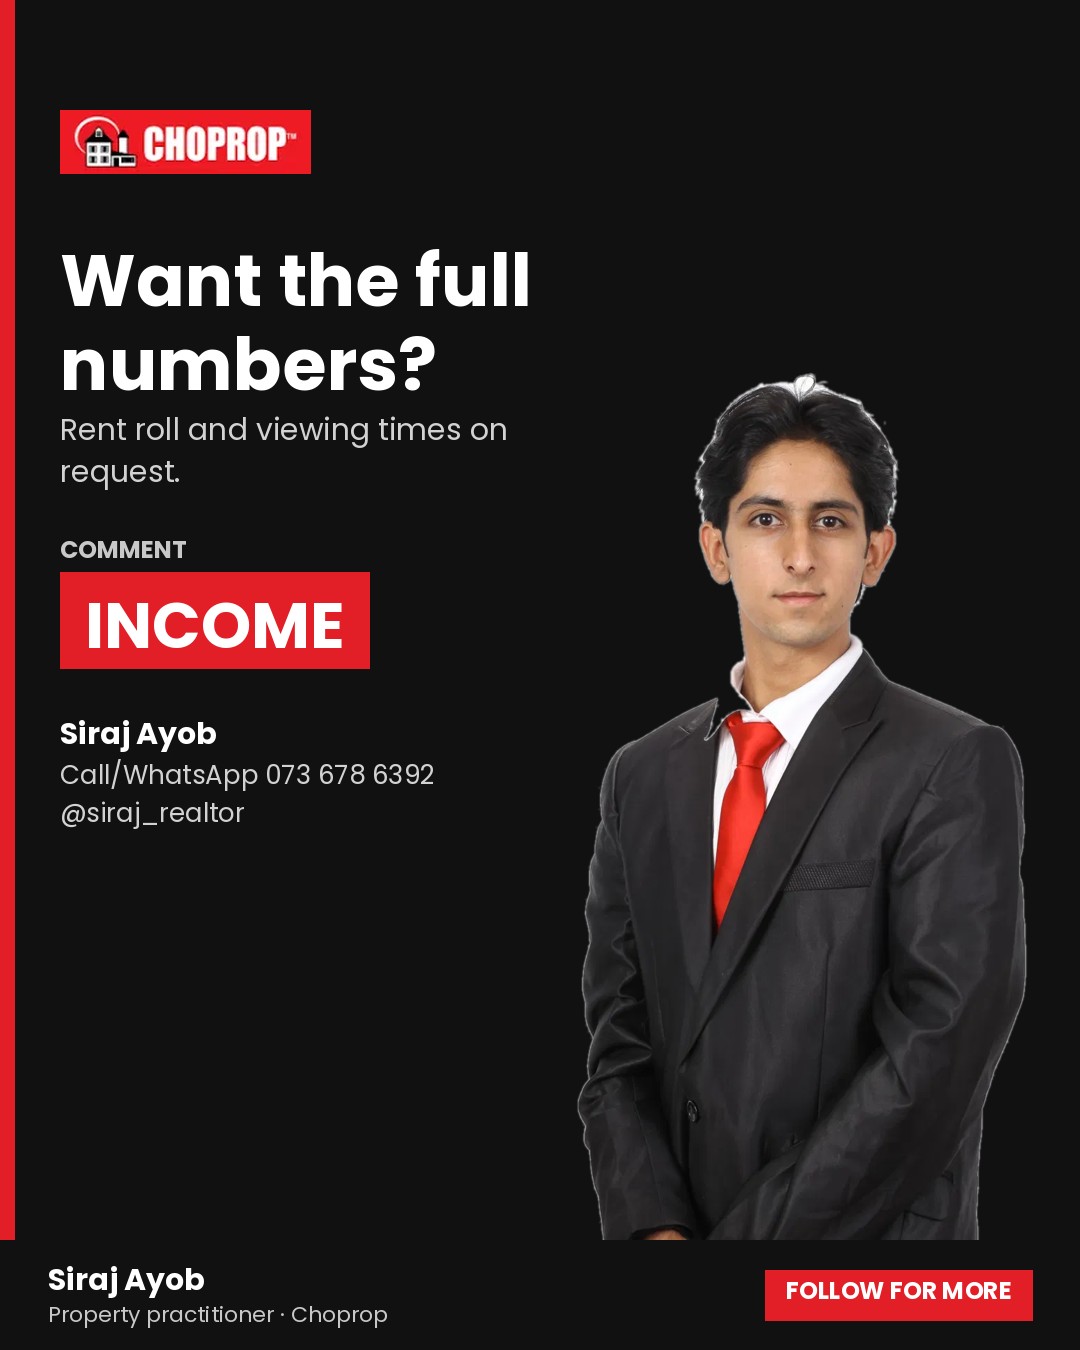 CHOPROP™
Want the full
numbers?
Rent roll and viewing times on
request.
COMMENT
INCOME
Siraj Ayob
Call/WhatsApp 073 678 6392
@siraj_realtor
Siraj Ayob
Property practitioner · Choprop
FOLLOW FOR MORE